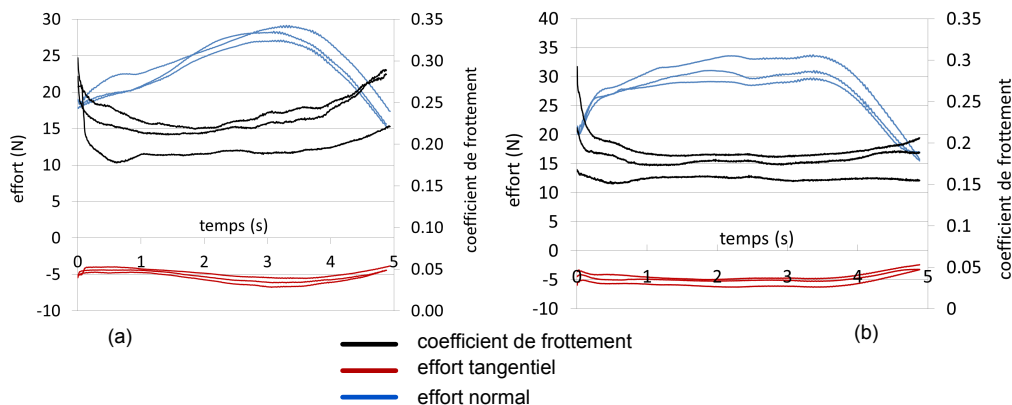 30
25
20
15
10
5
0
-5
-10
effort (N)
temps (s)
0 1 2 3 4 5
0.35
0.30
0.25
0.20
0.15
0.10
0.05
0.00
coefficient de frottement
(a)
40
35
30
25
20
15
10
5
0
-5
-10
effort (N)
temps (s)
0 1 2 3 4 5
0.35
0.3
0.25
0.2
0.15
0.1
0.05
0
coefficient de frottement
(b)
coefficient de frottement
effort tangentiel
effort normal